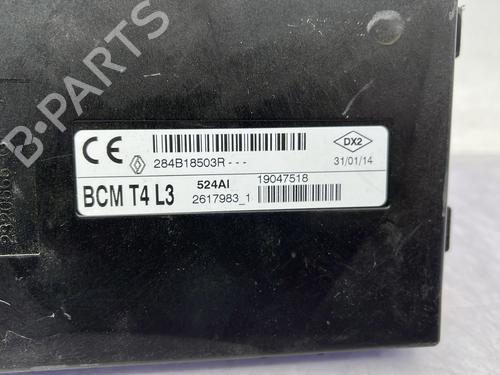 B-PARTS
CE
284B18503R---
DX2
31/01/14
BCM T4 L3
524AI
19047518
2617983_1